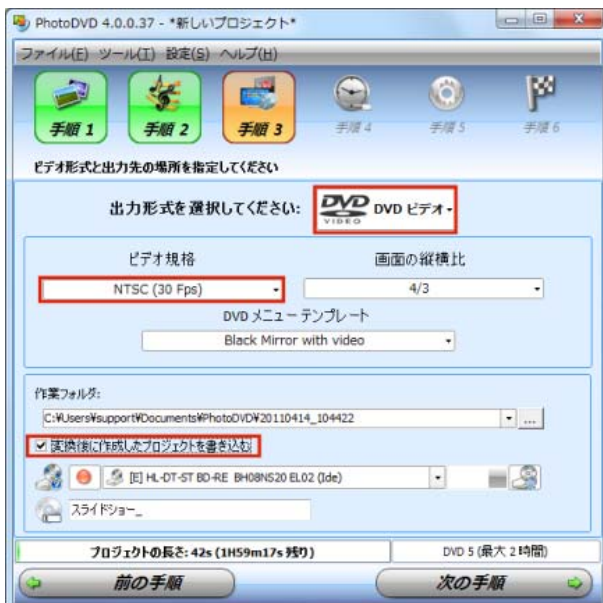 PhotoDVD 4.0.0.37 - *新しいプロジェクト*
ファイル(F) ツール(T) 設定(S) ヘルプ(H)
手順 1 手順 2 手順 3 手順 4 手順 5 手順 6
ビデオ形式と出力先の場所を指定してください
出力形式を選択してください: DVD VIDEO DVD ビデオ
ビデオ規格 画面の縦横比
NTSC (30 Fps) 4/3
DVD メニュー テンプレート
Black Mirror with video
作業フォルダ:
C:¥Users¥support¥Documents¥PhotoDVD¥20110414_104422 ...
変換後に作成したプロジェクトを書き込む
[E] HL-DT-ST BD-RE BH08NS20 EL02 (Ide)
スライドショー_
プロジェクトの長さ: 42s (1H59m17s 残り) DVD 5 (最大 2 時間)
前の手順 次の手順